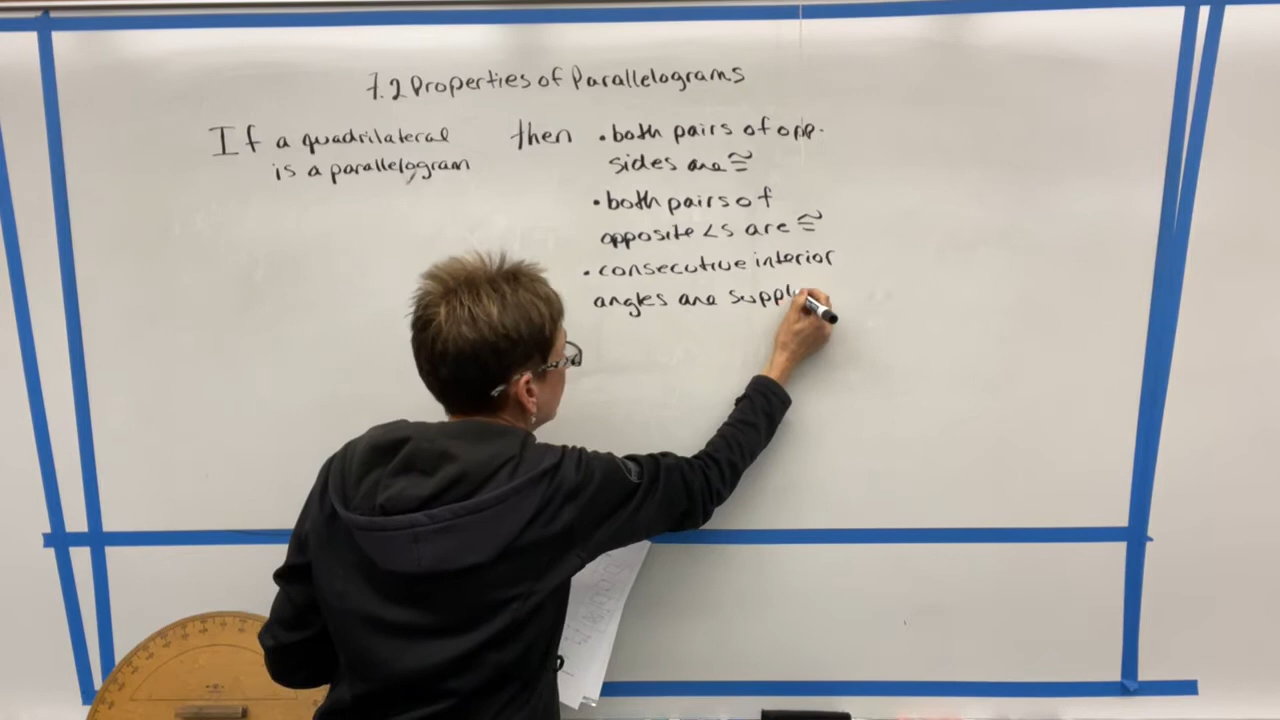 7.2 Properties of Parallelograms
If a quadrilateral
is a parallelogram
then
• both pairs of opp.
sides are ≅
• both pairs of
opposite <s are ≅
• consecutive interior
angles are suppl